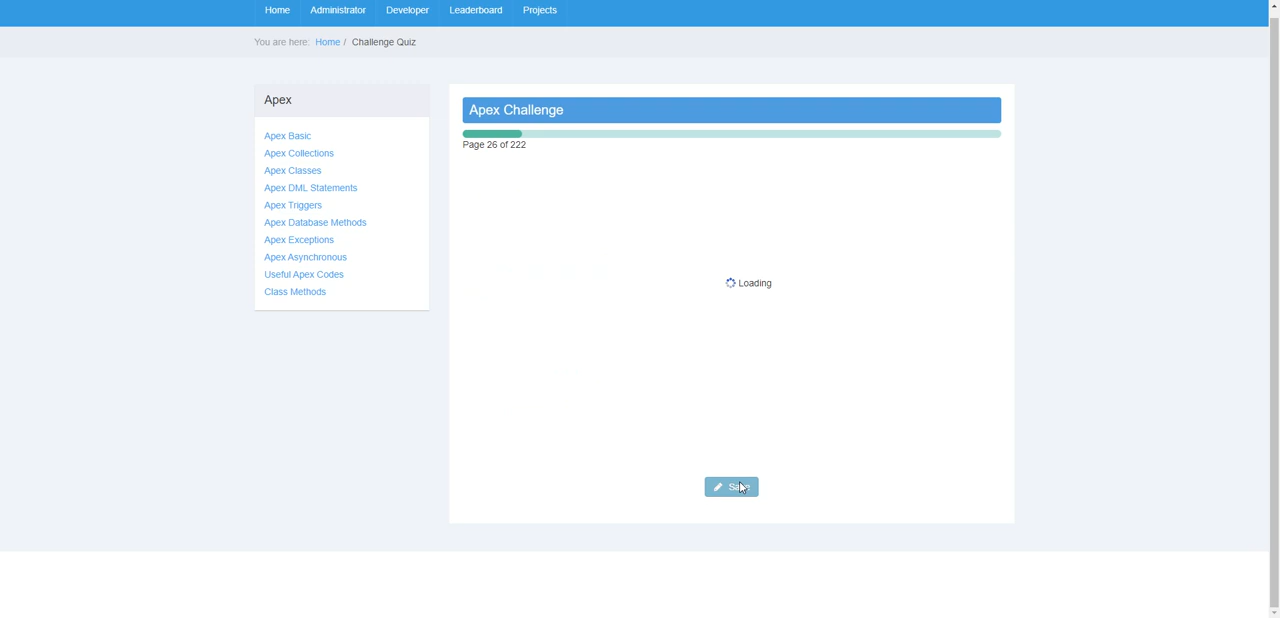 Home Administrator Developer Leaderboard Projects
You are here: Home / Challenge Quiz
Apex
Apex Basic
Apex Collections
Apex Classes
Apex DML Statements
Apex Triggers
Apex Database Methods
Apex Exceptions
Apex Asynchronous
Useful Apex Codes
Class Methods
Apex Challenge
Page 26 of 222
Loading
Save